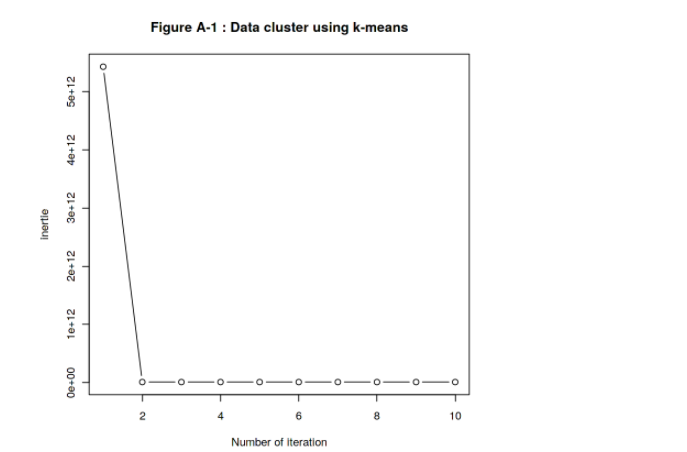 Figure A-1 : Data cluster using k-means
5e+12
4e+12
3e+12
2e+12
1e+12
0e+00
Inertie
2 4 6 8 10
Number of iteration